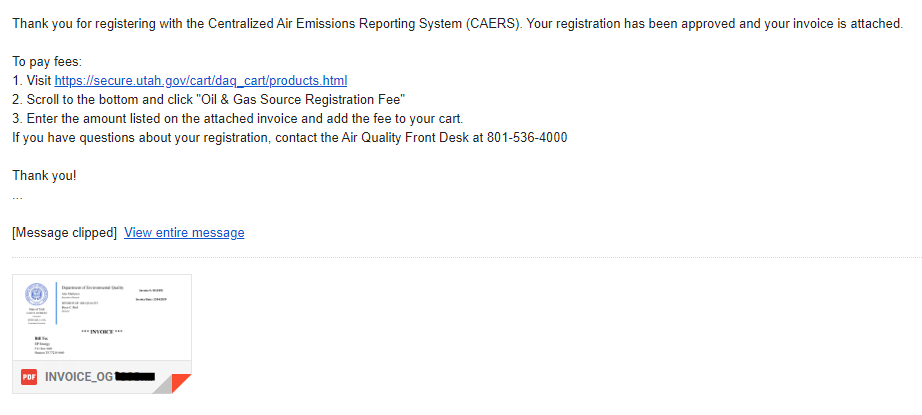 Thank you for registering with the Centralized Air Emissions Reporting System (CAERS). Your registration has been approved and your invoice is attached.
To pay fees:
1. Visit https://secure.utah.gov/cart/daq_cart/products.html
2. Scroll to the bottom and click "Oil & Gas Source Registration Fee"
3. Enter the amount listed on the attached invoice and add the fee to your cart.
If you have questions about your registration, contact the Air Quality Front Desk at 801-536-4000
Thank you!
...
[Message clipped] View entire message
Department of Environmental Quality
*** INVOICE ***
PDF INVOICE_OG